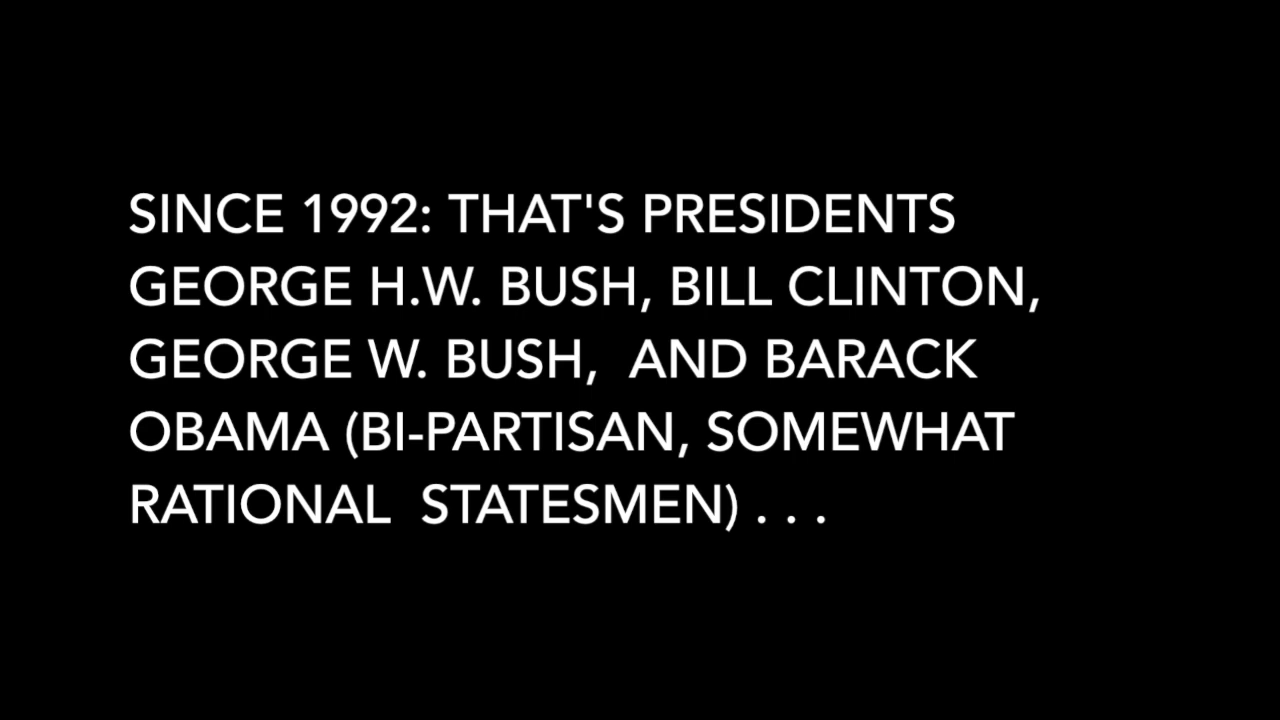 SINCE 1992: THAT'S PRESIDENTS
GEORGE H.W. BUSH, BILL CLINTON,
GEORGE W. BUSH,  AND BARACK
OBAMA (BI-PARTISAN, SOMEWHAT
RATIONAL  STATESMEN) . . .